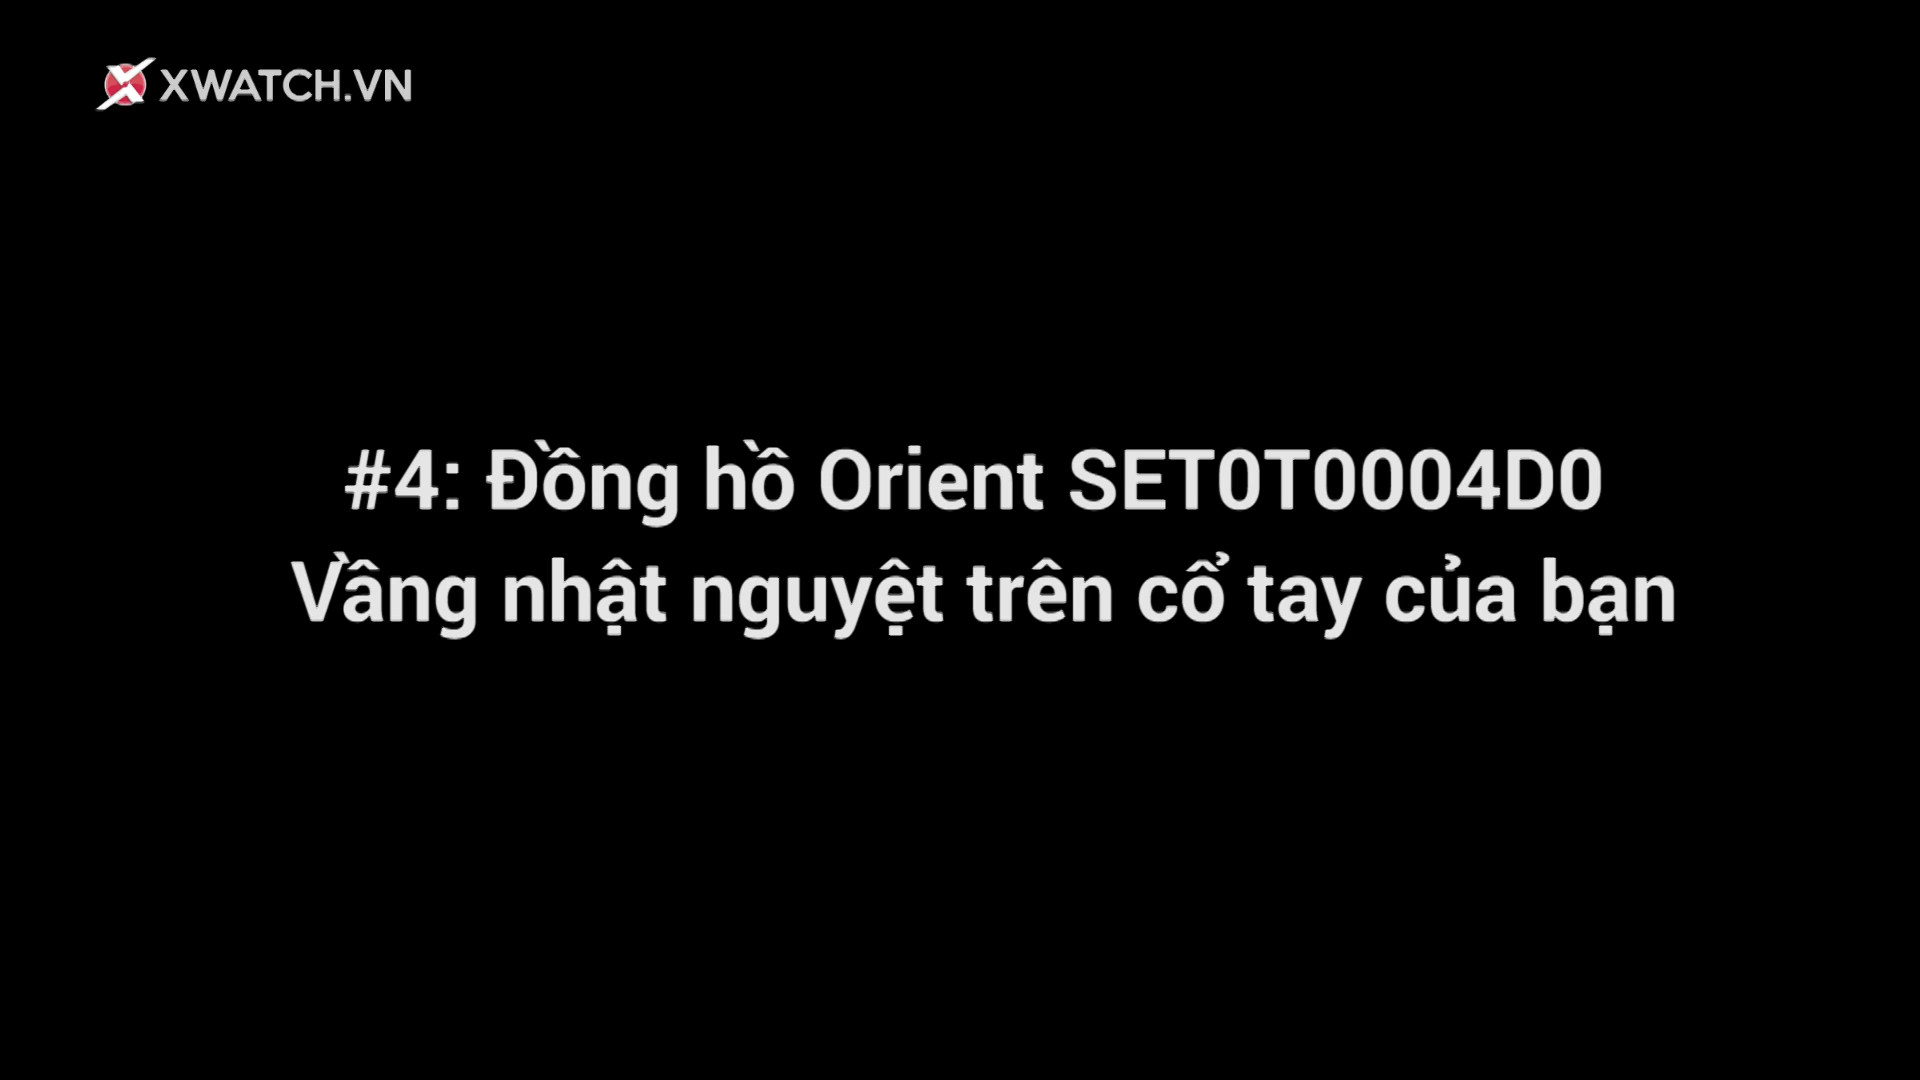 XWATCH.VN
#4: Đồng hồ Orient SET0T0004D0
Vầng nhật nguyệt trên cổ tay của bạn